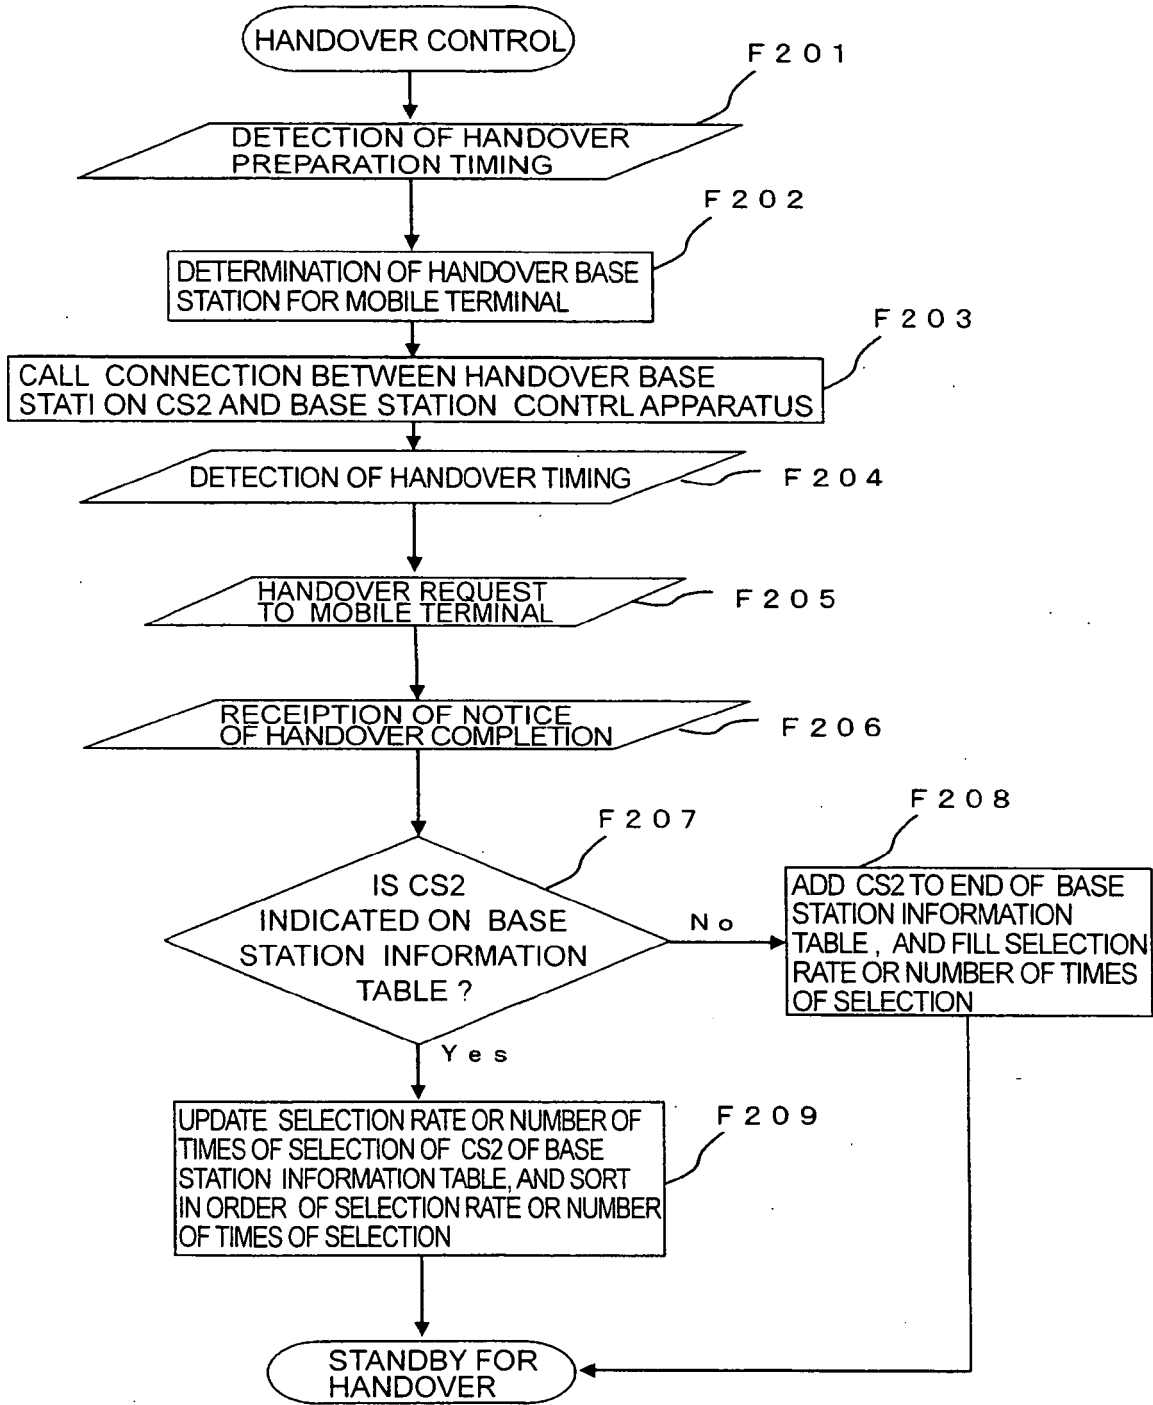 HANDOVER CONTROL
F201
DETECTION OF HANDOVER
PREPARATION TIMING
F202
DETERMINATION OF HANDOVER BASE
STATION FOR MOBILE TERMINAL
F203
CALL CONNECTION BETWEEN HANDOVER BASE
STATION CS2 AND BASE STATION CONTRL APPARATUS
DETECTION OF HANDOVER TIMING
F204
HANDOVER REQUEST
TO MOBILE TERMINAL
F205
RECEIPTION OF NOTICE
OF HANDOVER COMPLETION
F206
F207
IS CS2
INDICATED ON BASE
STATION INFORMATION
TABLE?
No
F208
ADD CS2 TO END OF BASE
STATION INFORMATION
TABLE, AND FILL SELECTION
RATE OR NUMBER OF TIMES
OF SELECTION
Yes
F209
UPDATE SELECTION RATE OR NUMBER OF
TIMES OF SELECTION OF CS2 OF BASE
STATION INFORMATION TABLE, AND SORT
IN ORDER OF SELECTION RATE OR NUMBER
OF TIMES OF SELECTION
STANDBY FOR
HANDOVER